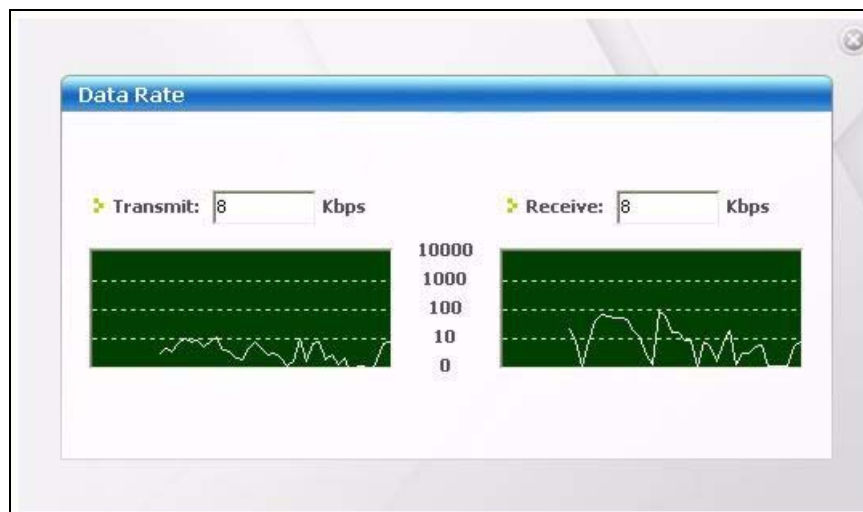 Data Rate
Transmit: 8 Kbps
Receive: 8 Kbps
10000
1000
100
10
0